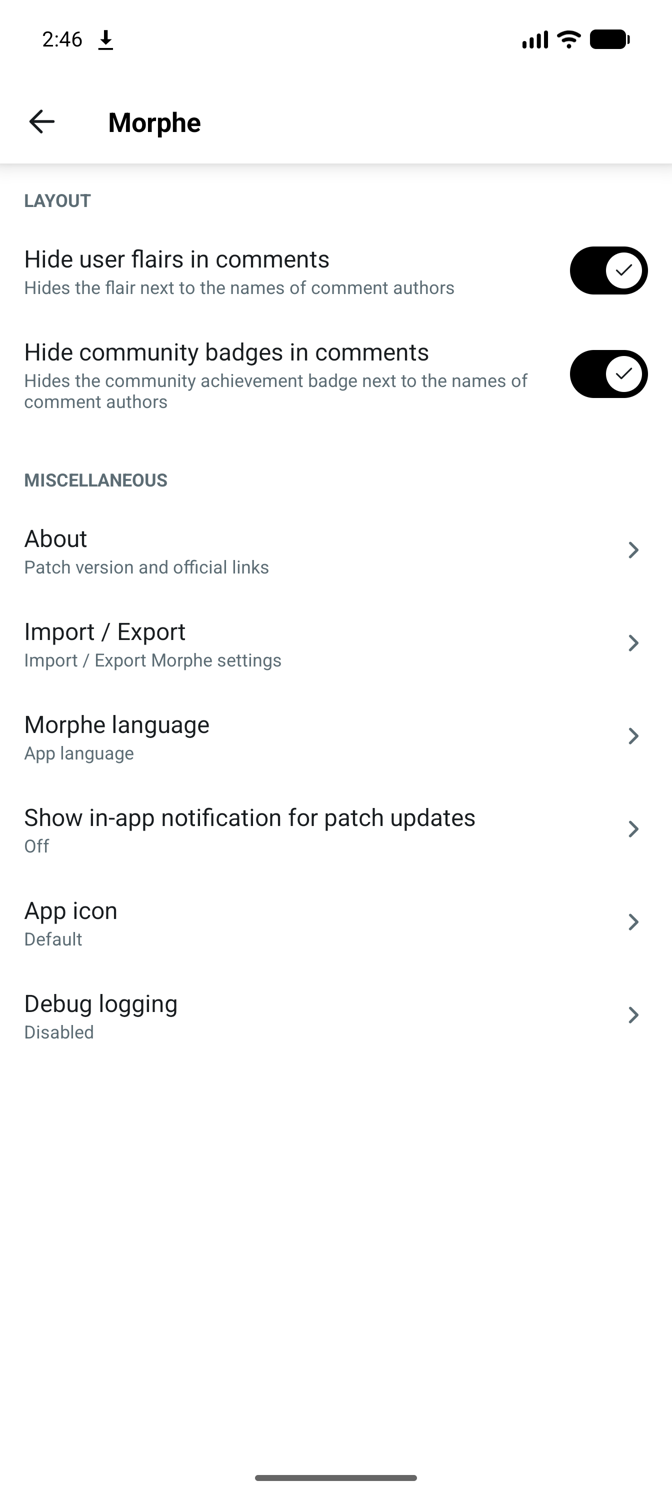 2:46
Morphe
LAYOUT
Hide user flairs in comments
Hides the flair next to the names of comment authors
Hide community badges in comments
Hides the community achievement badge next to the names of
comment authors
MISCELLANEOUS
About
Patch version and official links
Import / Export
Import / Export Morphe settings
Morphe language
App language
Show in-app notification for patch updates
Off
App icon
Default
Debug logging
Disabled